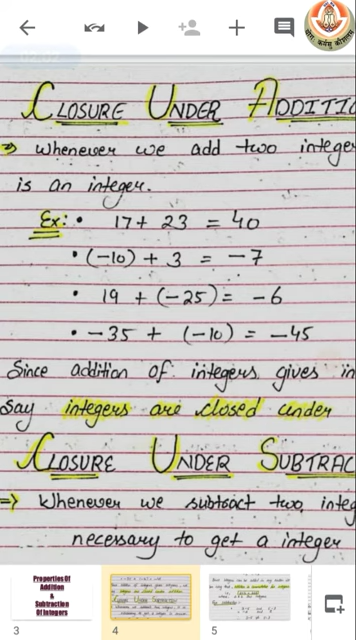 CLOSURE UNDER ADDITIO
⇒ Whenever we add two integer
is an integer.
Ex:- • 17 + 23 = 40
• (-10) + 3 = -7
• 19 + (-25) = -6
• -35 + (-10) = -45
Since addition of integers gives in
say integers are closed under
CLOSURE UNDER SUBTRAC
⇒ Whenever we subtract two integ
necessary to get a integer
Properties Of
Addition
&
Subtraction
Of Integers
3
4
5